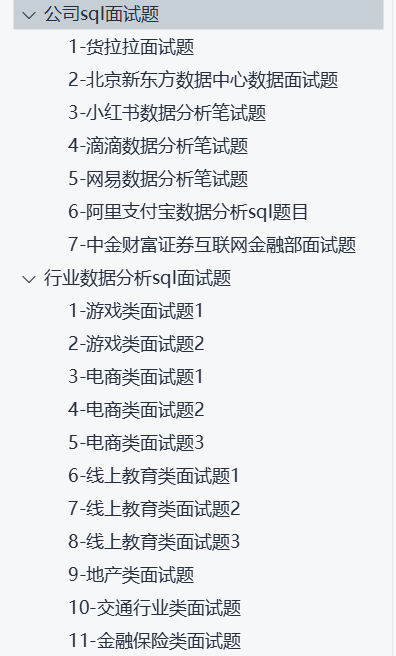 公司sql面试题
1-货拉拉面试题
2-北京新东方数据中心数据面试题
3-小红书数据分析笔试题
4-滴滴数据分析笔试题
5-网易数据分析笔试题
6-阿里支付宝数据分析sql题目
7-中金财富证券互联网金融部面试题
行业数据分析sql面试题
1-游戏类面试题1
2-游戏类面试题2
3-电商类面试题1
4-电商类面试题2
5-电商类面试题3
6-线上教育类面试题1
7-线上教育类面试题2
8-线上教育类面试题3
9-地产类面试题
10-交通行业类面试题
11-金融保险类面试题